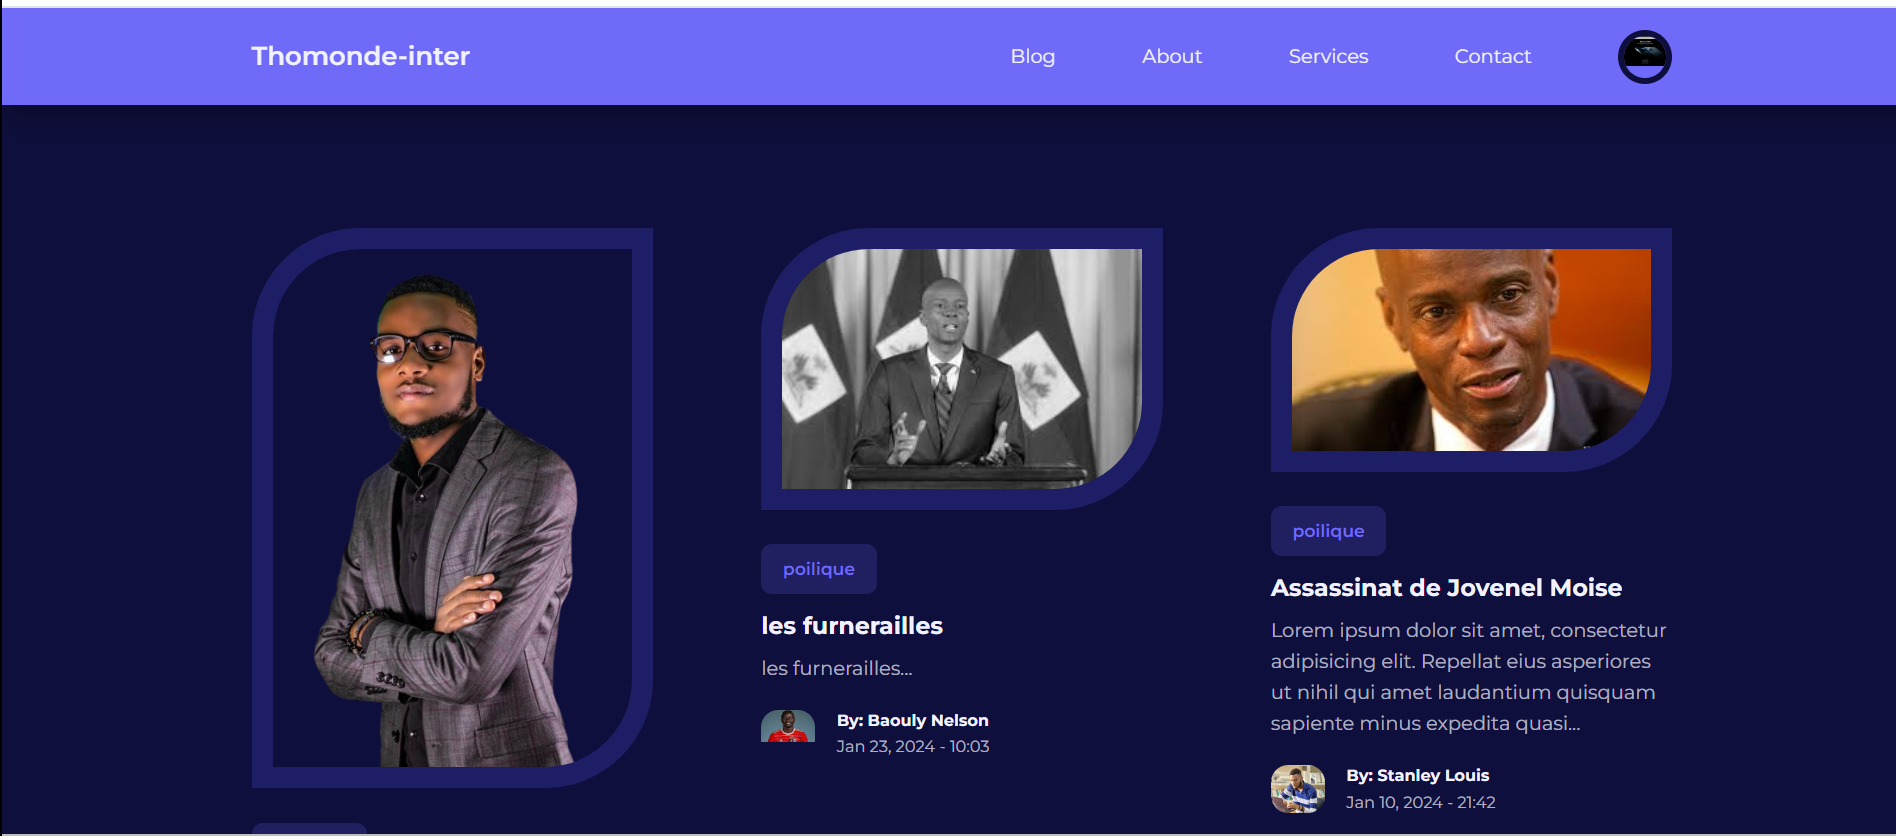 Thomonde-inter
Blog
About
Services
Contact
poilique
les furnerailles
les furnerailles...
By: Baouly Nelson
Jan 23, 2024 - 10:03
poilique
Assassinat de Jovenel Moise
Lorem ipsum dolor sit amet, consectetur
adipisicing elit. Repellat eius asperiores
ut nihil qui amet laudantium quisquam
sapiente minus expedita quasi...
By: Stanley Louis
Jan 10, 2024 - 21:42